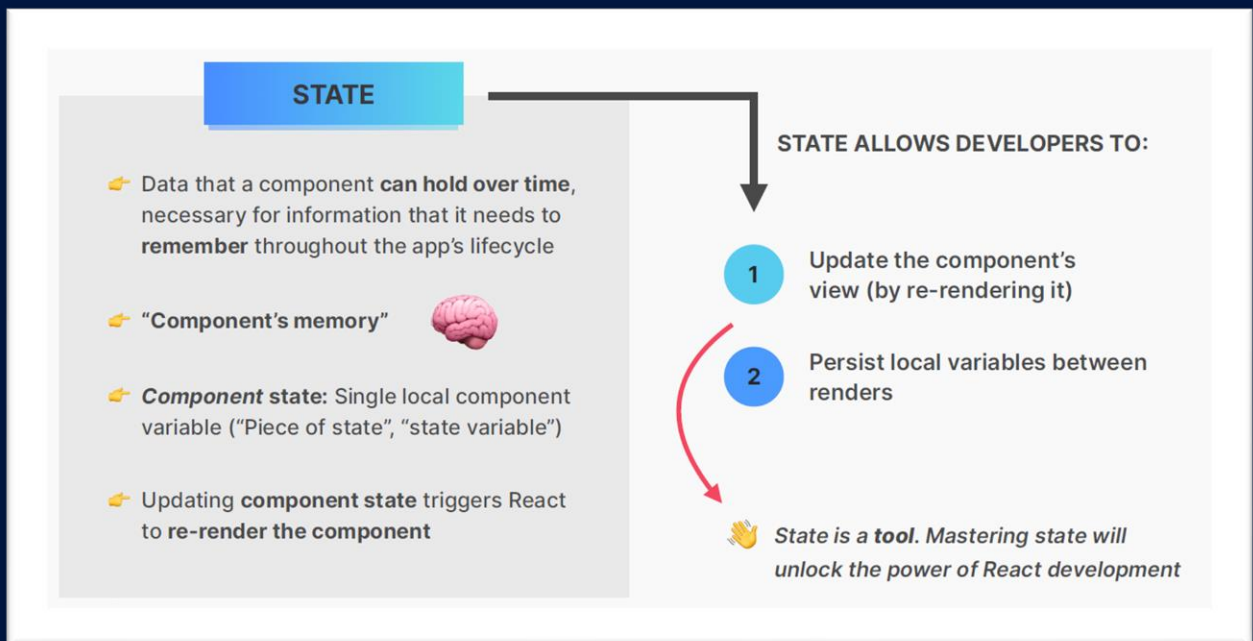 STATE
Data that a component can hold over time,
necessary for information that it needs to
remember throughout the app’s lifecycle
“Component’s memory”
Component state: Single local component
variable (“Piece of state”, “state variable”)
Updating component state triggers React
to re-render the component
STATE ALLOWS DEVELOPERS TO:
1
Update the component’s
view (by re-rendering it)
2
Persist local variables between
renders
State is a tool. Mastering state will
unlock the power of React development